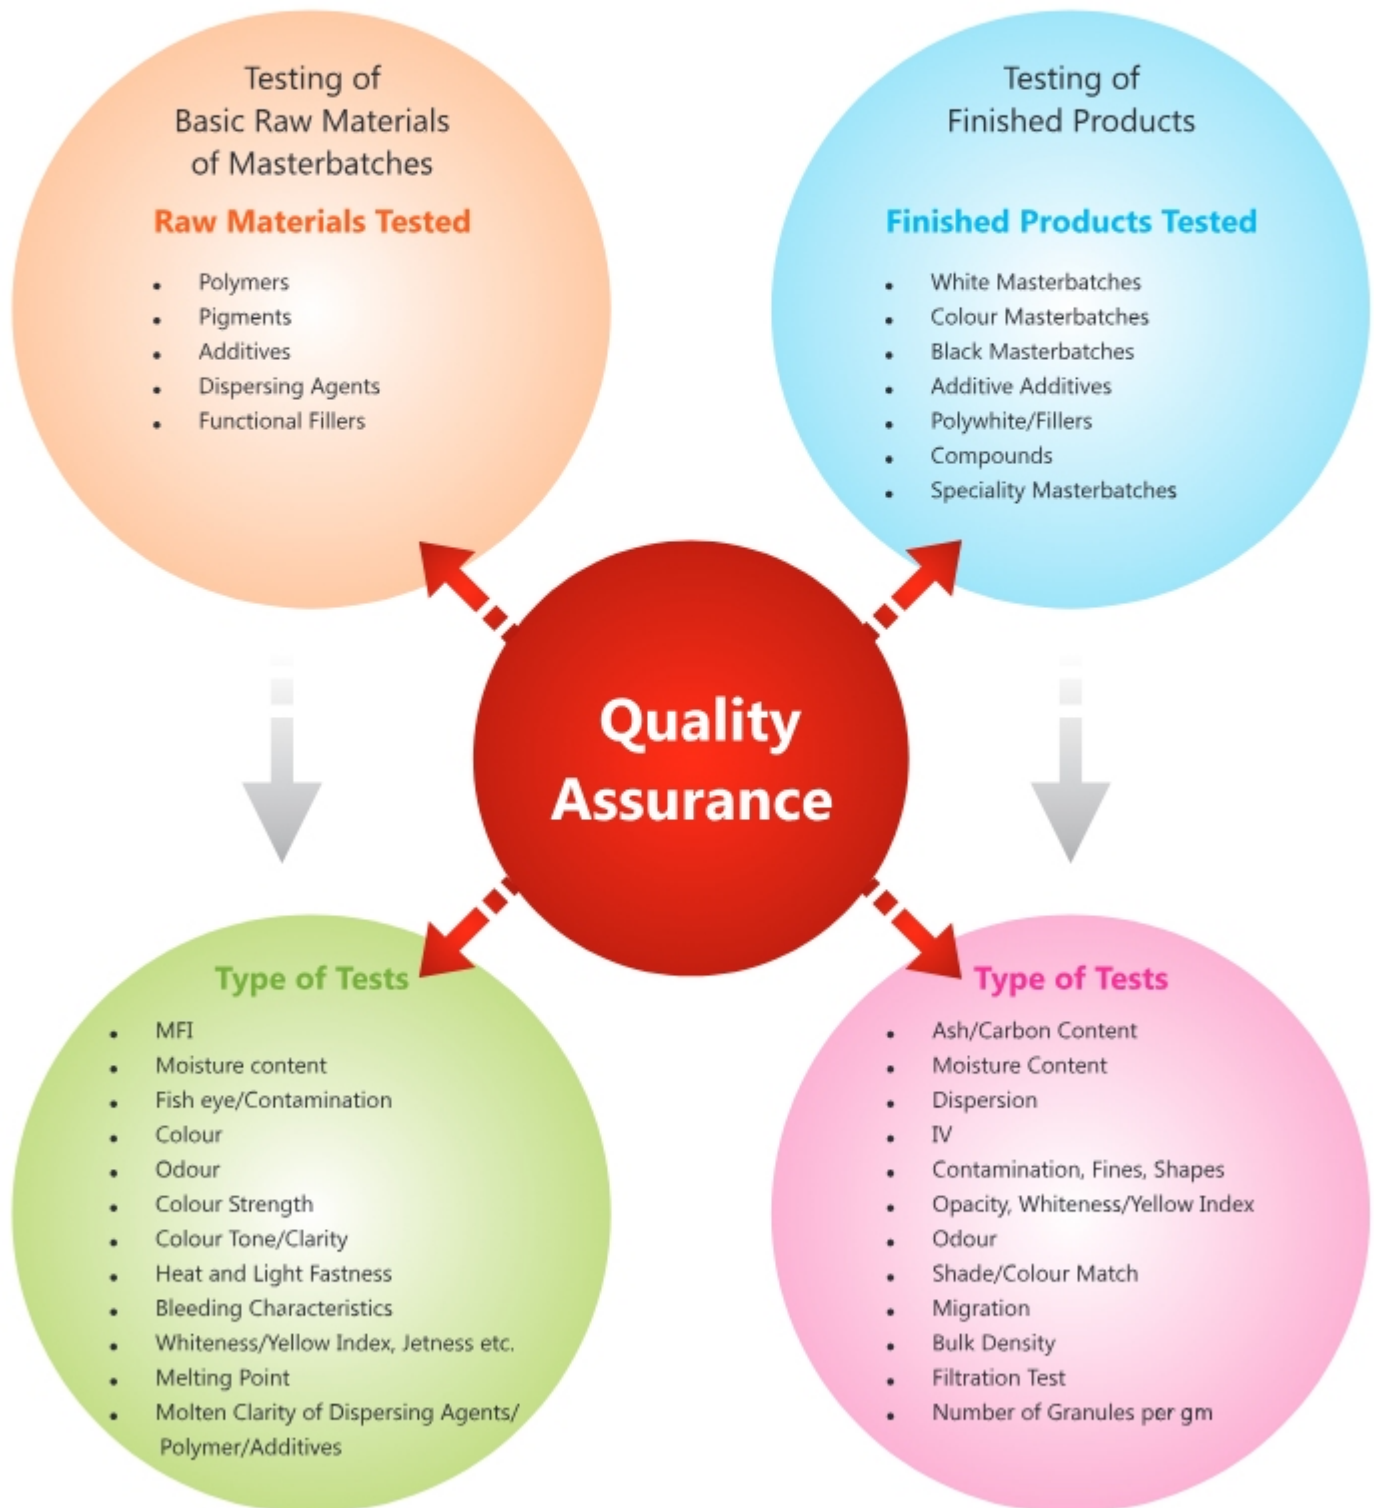 Testing of
Basic Raw Materials
of Masterbatches
Raw Materials Tested
• Polymers
• Pigments
• Additives
• Dispersing Agents
• Functional Fillers
Testing of
Finished Products
Finished Products Tested
• White Masterbatches
• Colour Masterbatches
• Black Masterbatches
• Additive Additives
• Polywhite/Fillers
• Compounds
• Speciality Masterbatches
Quality
Assurance
Type of Tests
• MFI
• Moisture content
• Fish eye/Contamination
• Colour
• Odour
• Colour Strength
• Colour Tone/Clarity
• Heat and Light Fastness
• Bleeding Characteristics
• Whiteness/Yellow Index, Jetness etc.
• Melting Point
• Molten Clarity of Dispersing Agents/
Polymer/Additives
Type of Tests
• Ash/Carbon Content
• Moisture Content
• Dispersion
• IV
• Contamination, Fines, Shapes
• Opacity, Whiteness/Yellow Index
• Odour
• Shade/Colour Match
• Migration
• Bulk Density
• Filtration Test
• Number of Granules per gm